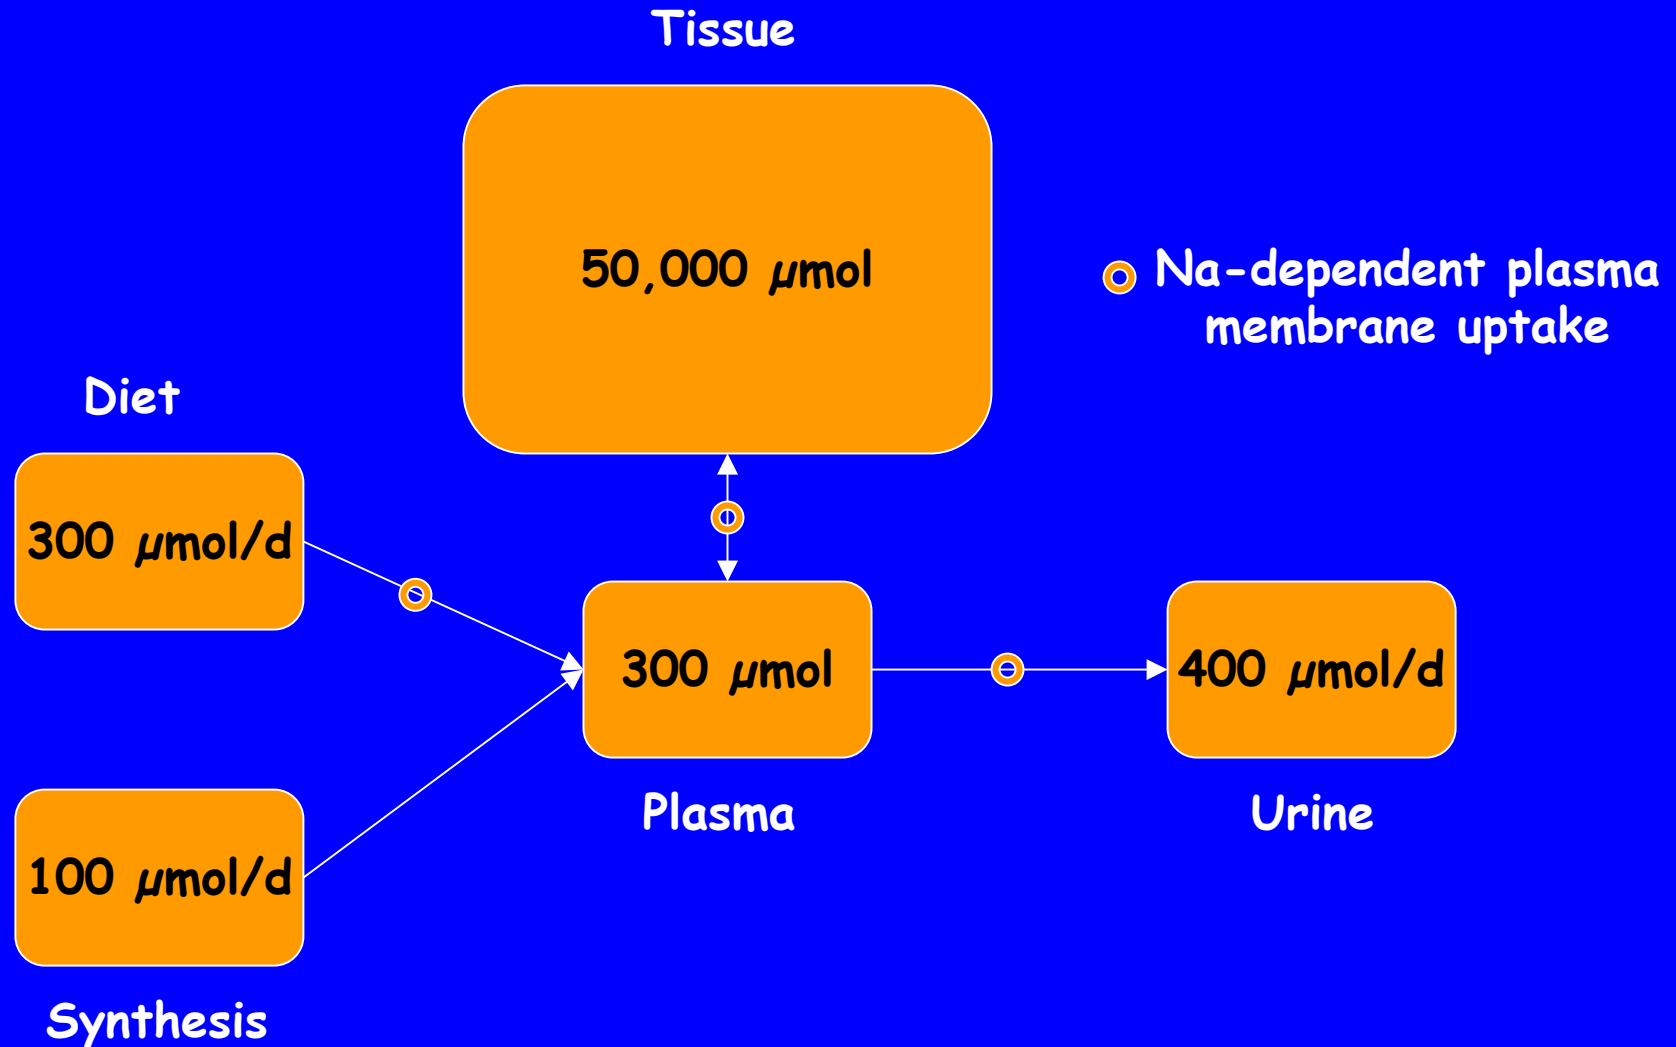 Tissue
50,000 µmol
Na-dependent plasma
membrane uptake
Diet
300 µmol/d
300 µmol
400 µmol/d
Plasma
Urine
100 µmol/d
Synthesis